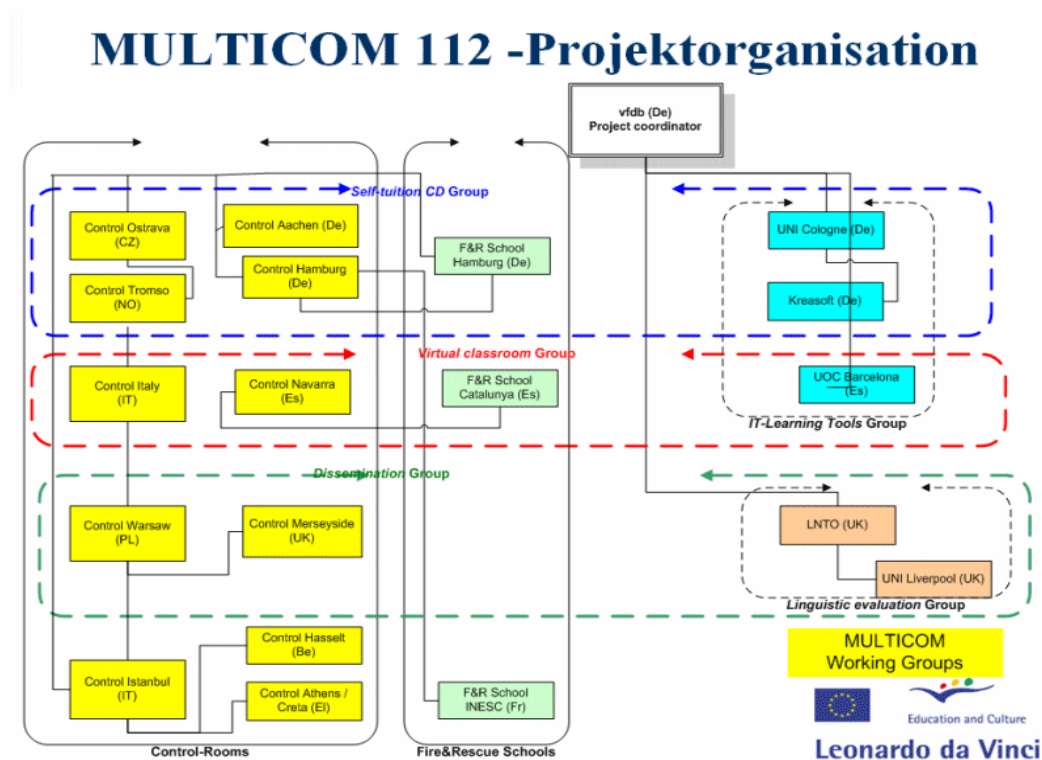 MULTICOM 112 -Projektorganisation
vfdb (De)
Project coordinator
Self-tuition CD Group
Control Ostrava
(CZ)
Control Aachen (De)
F&R School
Hamburg (De)
UNI Cologne (De)
Control Tromso
(NO)
Control Hamburg
(De)
Kreasoft (De)
Virtual classroom Group
Control Italy
(IT)
Control Navarra
(Es)
F&R School
Catalunya (Es)
UOC Barcelona
(Es)
IT-Learning Tools Group
Dissemination Group
Control Warsaw
(PL)
Control Merseyside
(UK)
LNTO (UK)
UNI Liverpool (UK)
Linguistic evaluation Group
Control Hasselt
(Be)
Control Istanbul
(IT)
Control Athens /
Creta (El)
F&R School
INESC (Fr)
MULTICOM
Working Groups
Education and Culture
Leonardo da Vinci
Control-Rooms
Fire&Rescue Schools